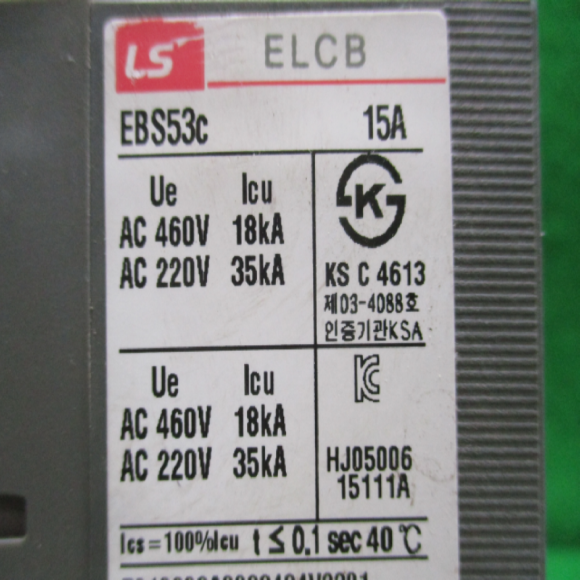 LS ELCB
EBS53c 15A
Ue Icu
AC 460V 18kA
AC 220V 35kA
KS C 4613
제03-4088호
인증기관KSA
Ue Icu
AC 460V 18kA
AC 220V 35kA
HJ05006
15111A
Ics=100%Icu t ≤ 0.1 sec 40℃